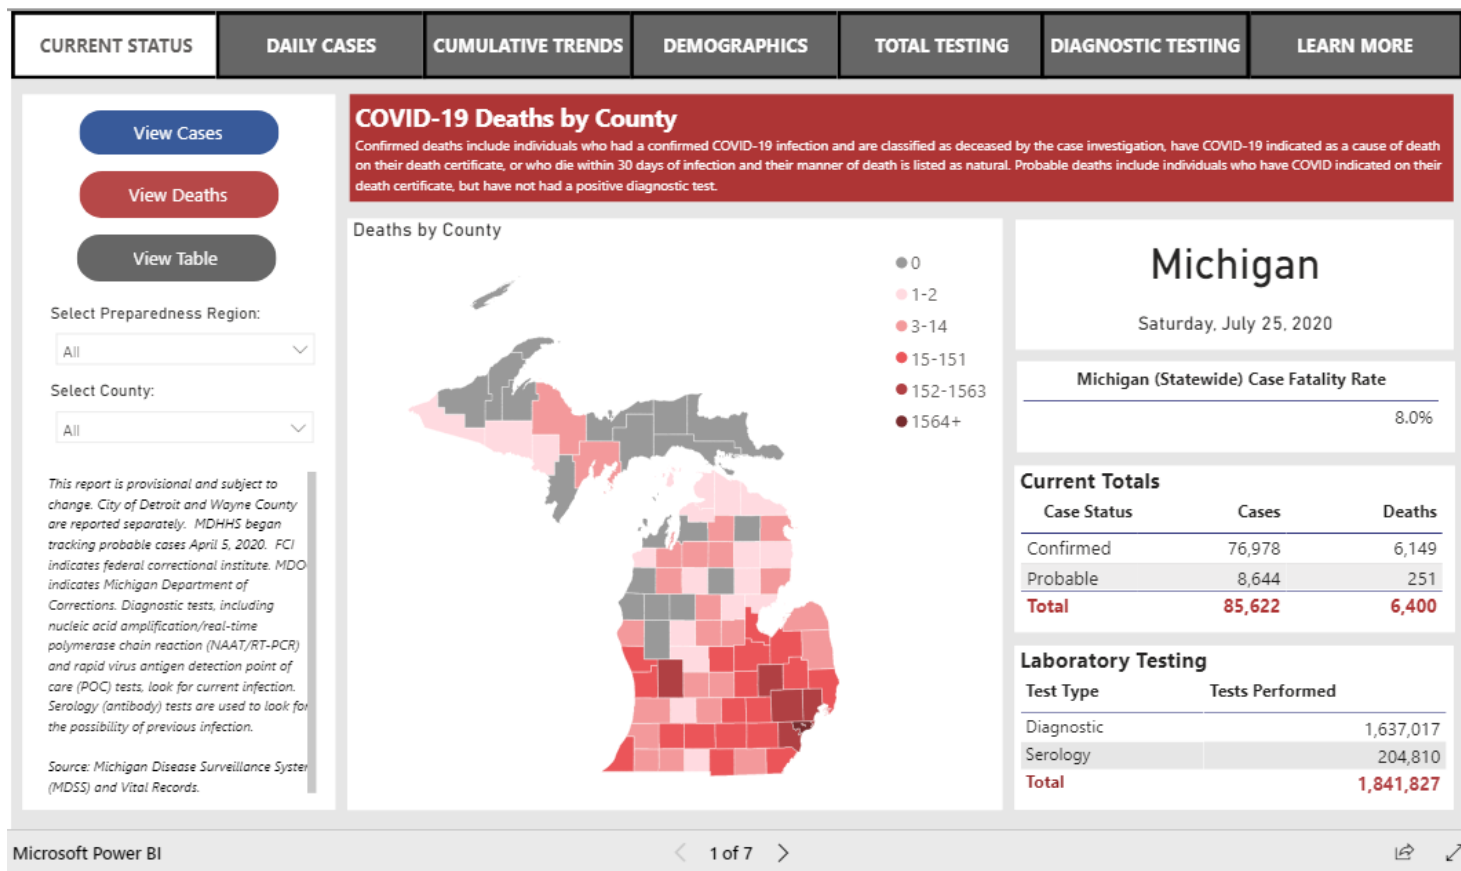 CURRENT STATUS
DAILY CASES
CUMULATIVE TRENDS
DEMOGRAPHICS
TOTAL TESTING
DIAGNOSTIC TESTING
LEARN MORE
View Cases
View Deaths
View Table
Select Preparedness Region:
All
Select County:
All
This report is provisional and subject to
change. City of Detroit and Wayne County
are reported separately. MDHHS began
tracking probable cases April 5, 2020. FCI
indicates federal correctional institute. MDO
indicates Michigan Department of
Corrections. Diagnostic tests, including
nucleic acid amplification/real-time
polymerase chain reaction (NAAT/RT-PCR)
and rapid virus antigen detection point of
care (POC) tests, look for current infection.
Serology (antibody) tests are used to look for
the possibility of previous infection.
Source: Michigan Disease Surveillance System
(MDSS) and Vital Records.
COVID-19 Deaths by County
Confirmed deaths include individuals who had a confirmed COVID-19 infection and are classified as deceased by the case investigation, have COVID-19 indicated as a cause of death
on their death certificate, or who die within 30 days of infection and their manner of death is listed as natural. Probable deaths include individuals who have COVID indicated on their
death certificate, but have not had a positive diagnostic test.
Deaths by County
0
1-2
3-14
15-151
152-1563
1564+
Michigan
Saturday, July 25, 2020
Michigan (Statewide) Case Fatality Rate
8.0%
Current Totals
Case Status Cases Deaths
Confirmed 76,978 6,149
Probable 8,644 251
Total 85,622 6,400
Laboratory Testing
Test Type Tests Performed
Diagnostic 1,637,017
Serology 204,810
Total 1,841,827
Microsoft Power BI
1 of 7